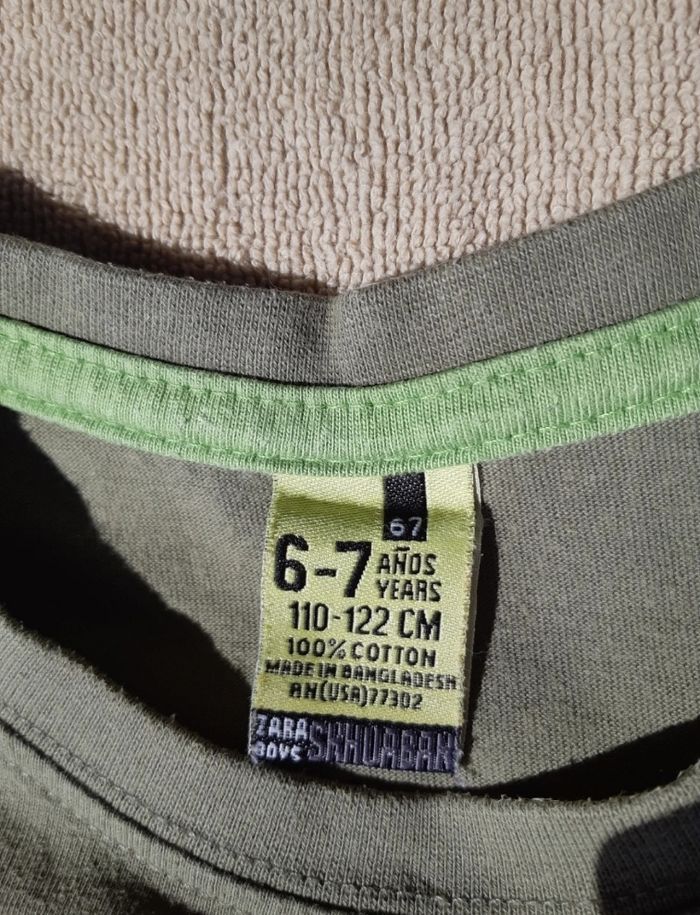 67
6-7 AÑOS YEARS
110-122 CM
100% COTTON
MADE IN BANGLADESH
RN(USA)77302
ZARA
BOYS